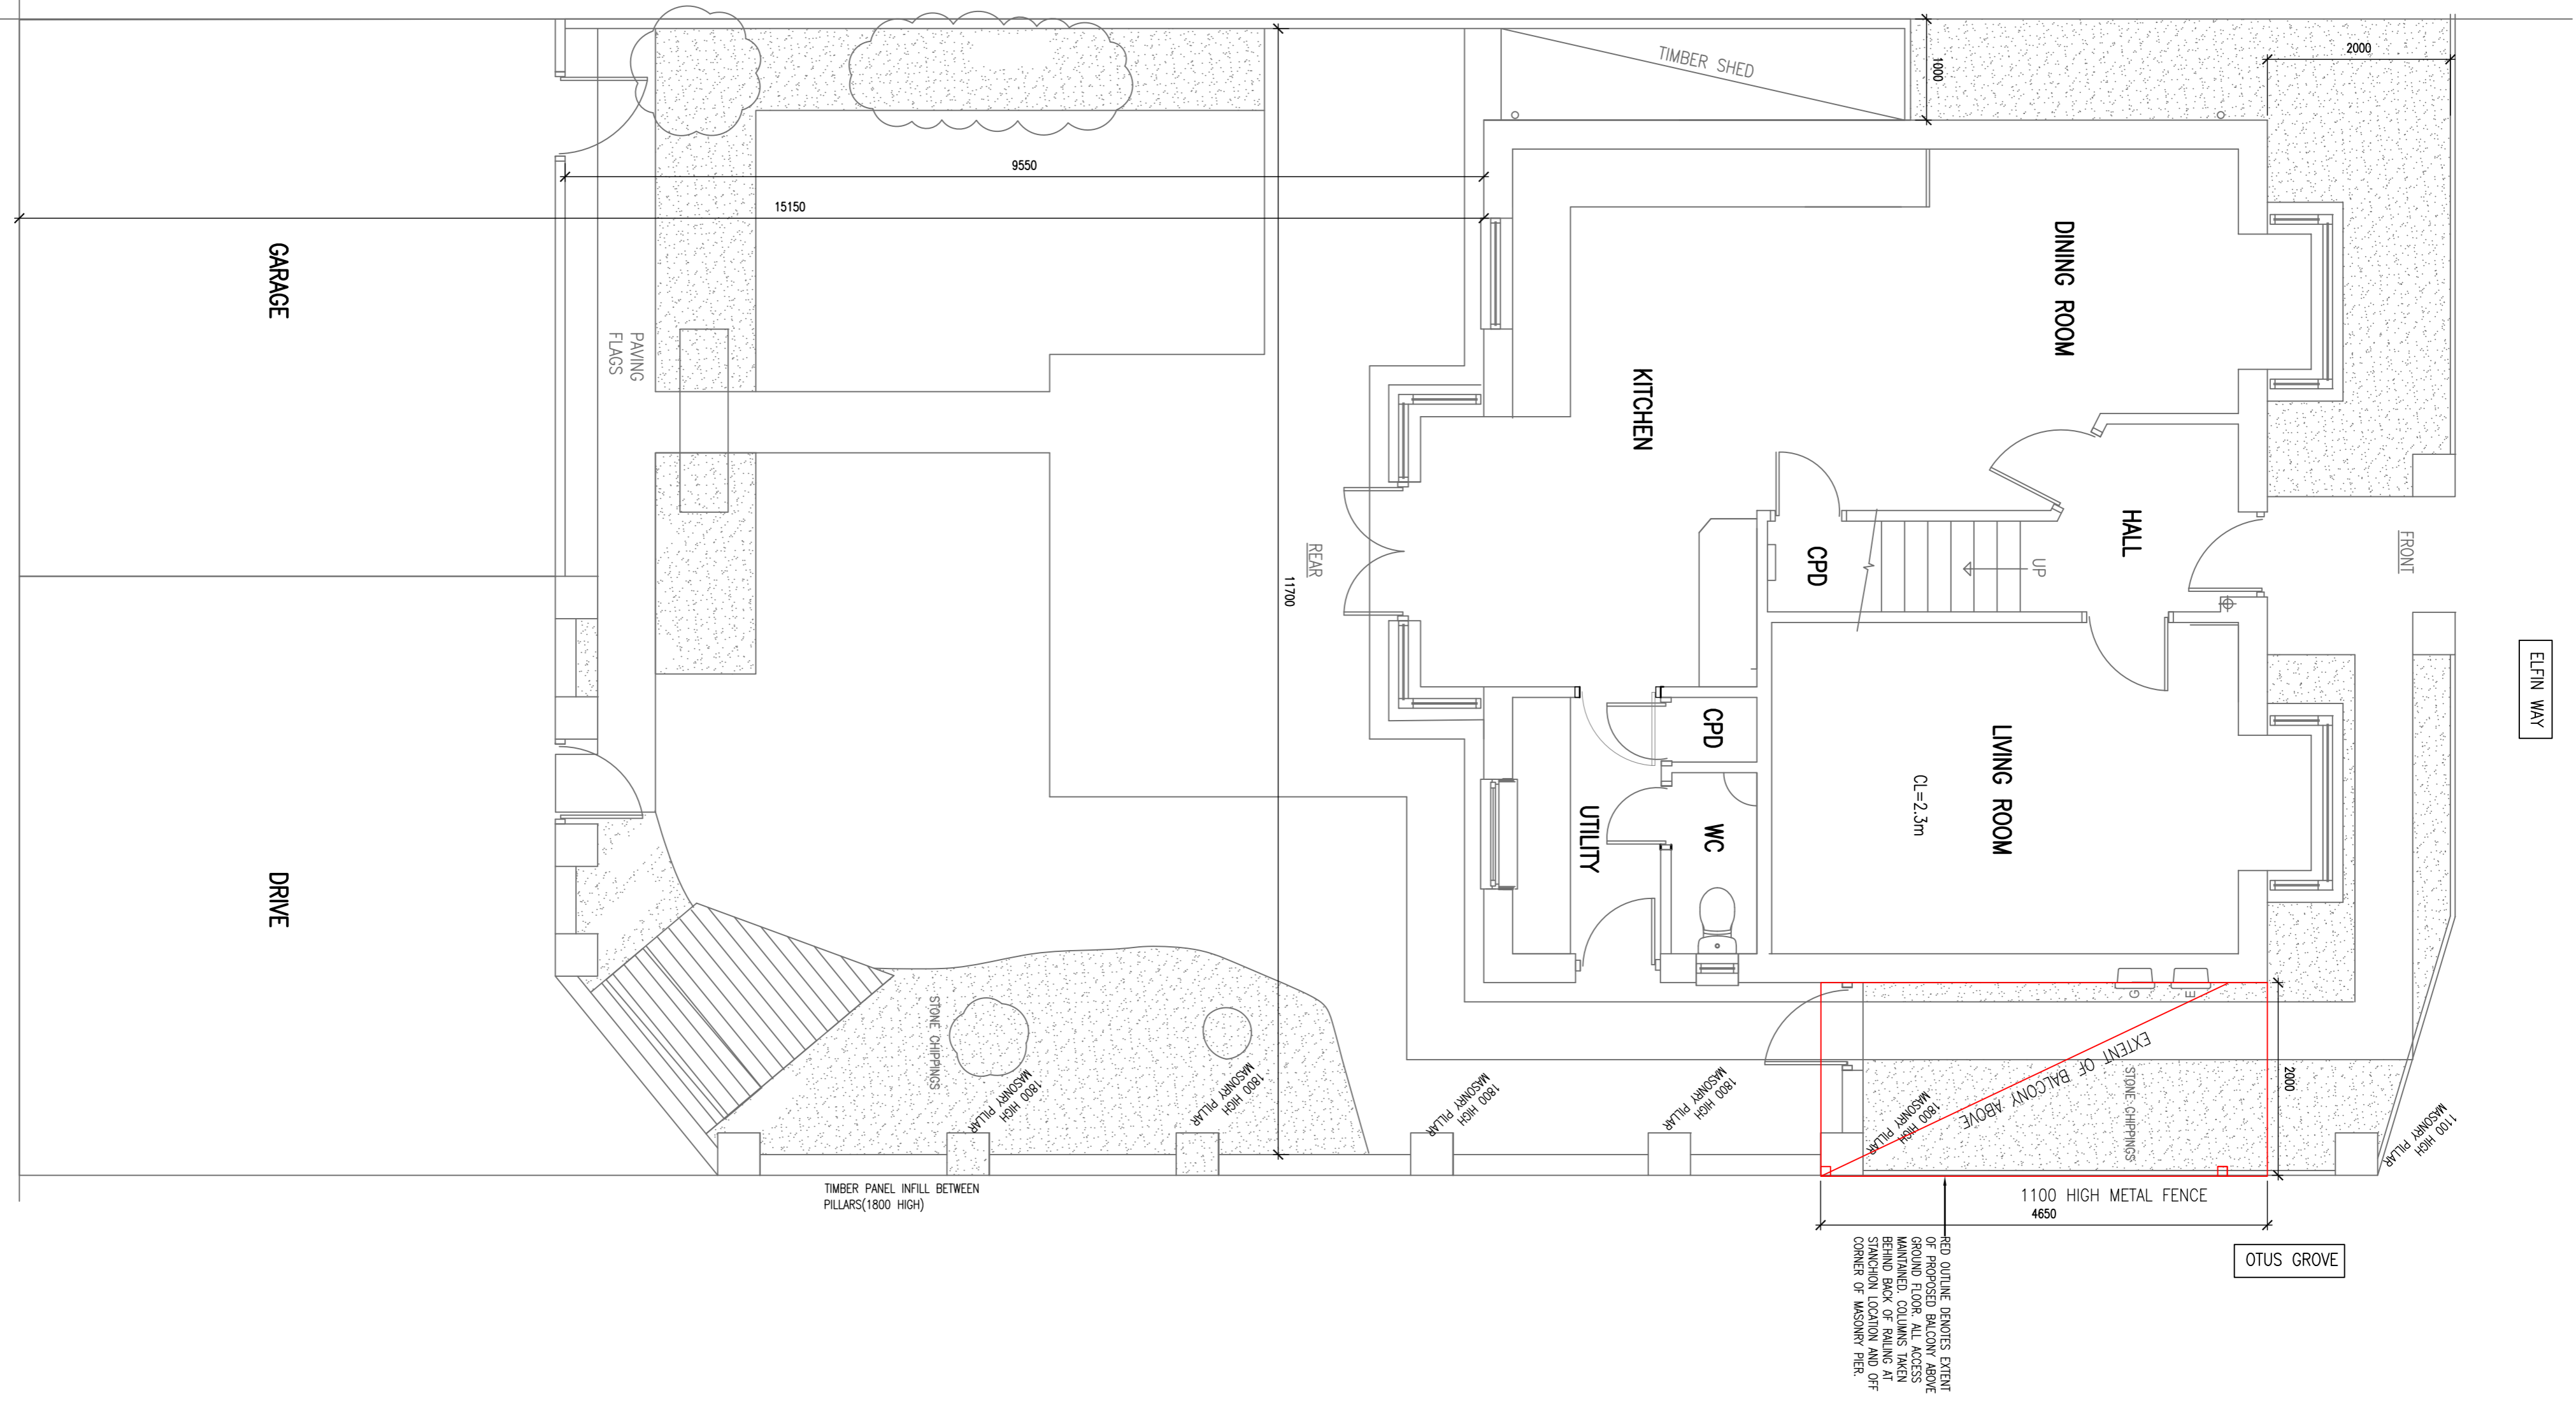 TIMBER SHED
1000
2000
9550
15150
GARAGE
PAVING
FLAGS
DINING ROOM
KITCHEN
HALL
FRONT
CPD
UP
REAR
11700
ELFIN WAY
CPD
LIVING ROOM
CL=2.3m
UTILITY
WC
DRIVE
G
E
STONE CHIPPINGS
1800 HIGH
MASONRY PILLAR
1800 HIGH
MASONRY PILLAR
1800 HIGH
MASONRY PILLAR
1800 HIGH
MASONRY PILLAR
1800 HIGH
MASONRY PILLAR
EXTENT OF BALCONY ABOVE
STONE CHIPPINGS
2000
1100 HIGH
MASONRY PILLAR
TIMBER PANEL INFILL BETWEEN
PILLARS(1800 HIGH)
1100 HIGH METAL FENCE
4650
OTUS GROVE
RED OUTLINE DENOTES EXTENT
OF PROPOSED BALCONY ABOVE
GROUND FLOOR. ALL ACCESS
MAINTAINED. COLUMNS TAKEN
BEHIND BACK OF RAILING AT
STANCHION LOCATION AND OFF
CORNER OF MASONRY PIER.